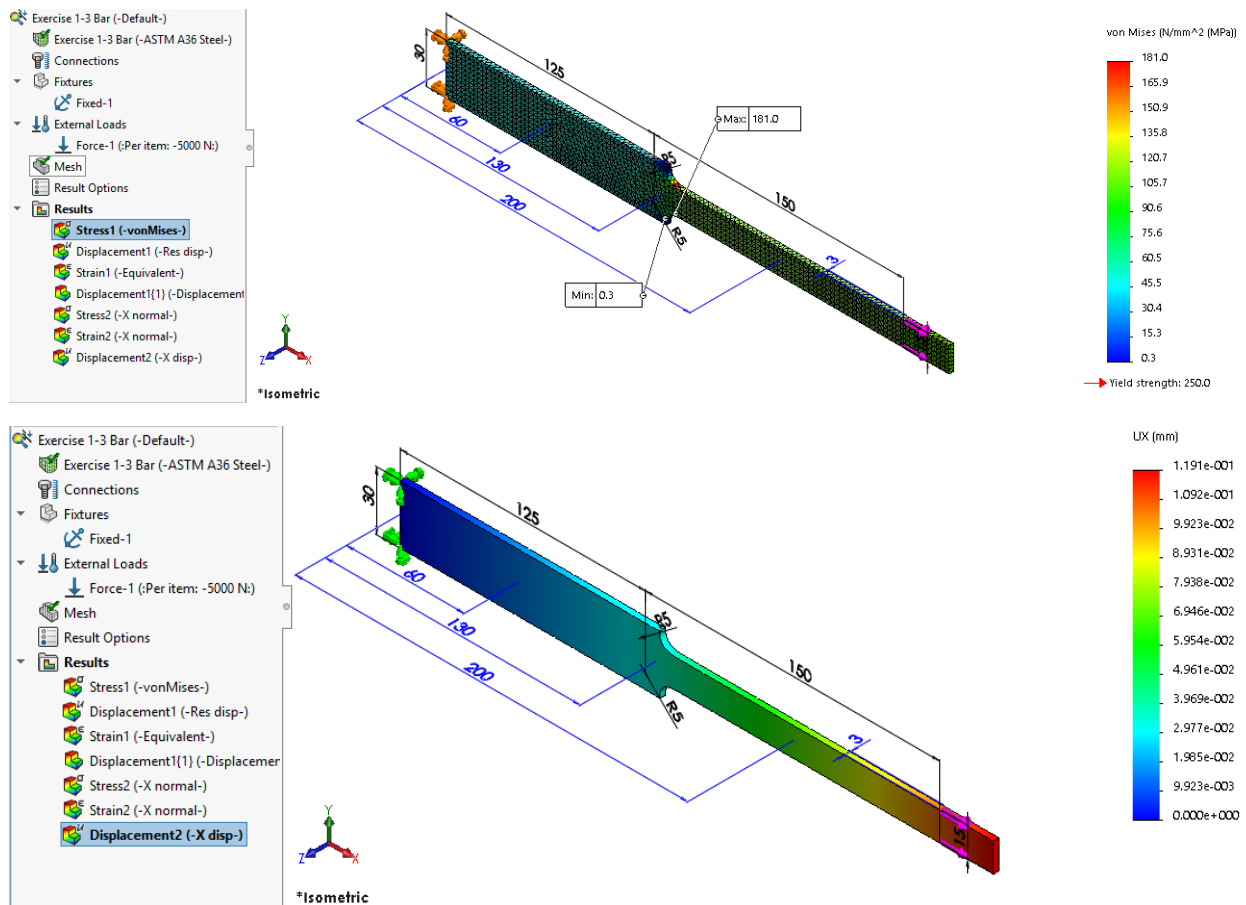 Exercise 1-3 Bar (-Default-)
Exercise 1-3 Bar (-ASTM A36 Steel-)
Connections
Fixtures
Fixed-1
External Loads
Force-1 (:Per item: -5000 N:)
Mesh
Result Options
Results
Stress1 (-vonMises-)
Displacement1 (-Res disp-)
Strain1 (-Equivalent-)
Displacement1{1} (-Displacement
Stress2 (-X normal-)
Strain2 (-X normal-)
Displacement2 (-X disp-)
30
125
60
130
200
R5
150
3
Max: 181.0
Min: 0.3
Y
Z
X
*Isometric
von Mises (N/mm^2 (MPa))
181.0
165.9
150.9
135.8
120.7
105.7
90.6
75.6
60.5
45.4
30.4
15.3
0.3
Yield strength: 250.0
Exercise 1-3 Bar (-Default-)
Exercise 1-3 Bar (-ASTM A36 Steel-)
Connections
Fixtures
Fixed-1
External Loads
Force-1 (:Per item: -5000 N:)
Mesh
Result Options
Results
Stress1 (-vonMises-)
Displacement1 (-Res disp-)
Strain1 (-Equivalent-)
Displacement1{1} (-Displacemen
Stress2 (-X normal-)
Strain2 (-X normal-)
Displacement2 (-X disp-)
30
125
60
130
200
R5
150
3
15
Y
Z
X
*Isometric
UX (mm)
1.191e-001
1.092e-001
9.923e-002
8.931e-002
7.938e-002
6.946e-002
5.954e-002
4.961e-002
3.969e-002
2.977e-002
1.985e-002
9.923e-003
0.000e+000